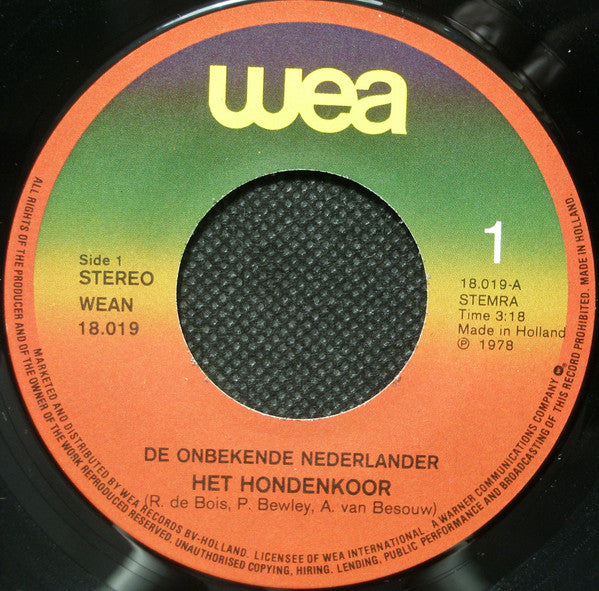 wea
1
Side 1
STEREO
WEAN
18.019
18.019-A
STEMRA
Time 3:18
Made in Holland
℗ 1978
DE ONBEKENDE NEDERLANDER
HET HONDENKOOR
(R. de Bois, P. Bewley, A. van Besouw)
ALL RIGHTS OF THE PRODUCER AND OF THE OWNER OF THE WORK REPRODUCED RESERVED. UNAUTHORISED COPYING, HIRING. LENDING, PUBLIC PERFORMANCE AND BROADCASTING OF THIS RECORD PROHIBITED. MADE IN HOLLAND.
MARKETED AND DISTRIBUTED BY WEA RECORDS BV-HOLLAND. LICENSEE OF WEA INTERNATIONAL. A WARNER COMMUNICATIONS COMPANY